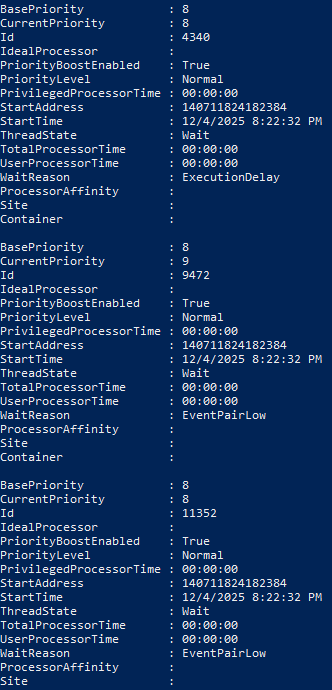 BasePriority : 8
CurrentPriority : 8
Id : 4340
IdealProcessor :
PriorityBoostEnabled : True
PriorityLevel : Normal
PrivilegedProcessorTime : 00:00:00
StartAddress : 140711824182384
StartTime : 12/4/2025 8:22:32 PM
ThreadState : Wait
TotalProcessorTime : 00:00:00
UserProcessorTime : 00:00:00
WaitReason : ExecutionDelay
ProcessorAffinity :
Site :
Container :

BasePriority : 8
CurrentPriority : 9
Id : 9472
IdealProcessor :
PriorityBoostEnabled : True
PriorityLevel : Normal
PrivilegedProcessorTime : 00:00:00
StartAddress : 140711824182384
StartTime : 12/4/2025 8:22:32 PM
ThreadState : Wait
TotalProcessorTime : 00:00:00
UserProcessorTime : 00:00:00
WaitReason : EventPairLow
ProcessorAffinity :
Site :
Container :

BasePriority : 8
CurrentPriority : 8
Id : 11352
IdealProcessor :
PriorityBoostEnabled : True
PriorityLevel : Normal
PrivilegedProcessorTime : 00:00:00
StartAddress : 140711824182384
StartTime : 12/4/2025 8:22:32 PM
ThreadState : Wait
TotalProcessorTime : 00:00:00
UserProcessorTime : 00:00:00
WaitReason : EventPairLow
ProcessorAffinity :
Site :